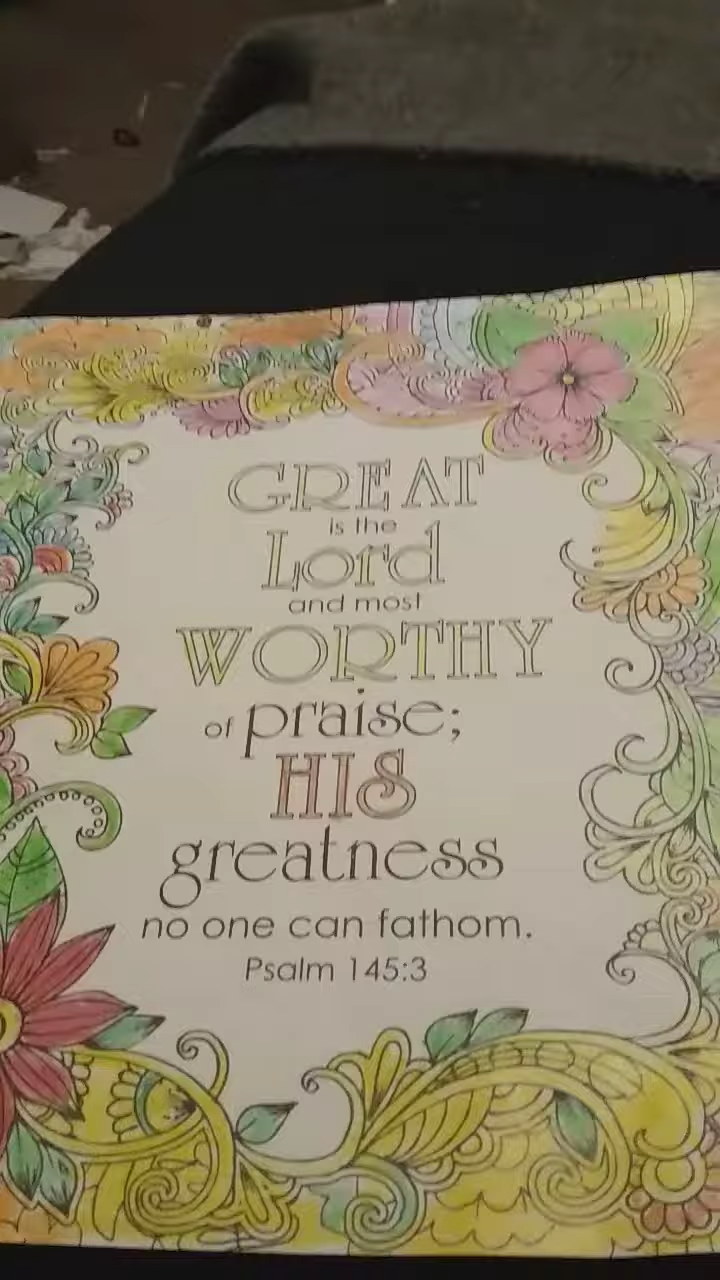 GREAT
is the
Lord
and most
WORTHY
of praise;
HIS
greatness
no one can fathom.
Psalm 145:3